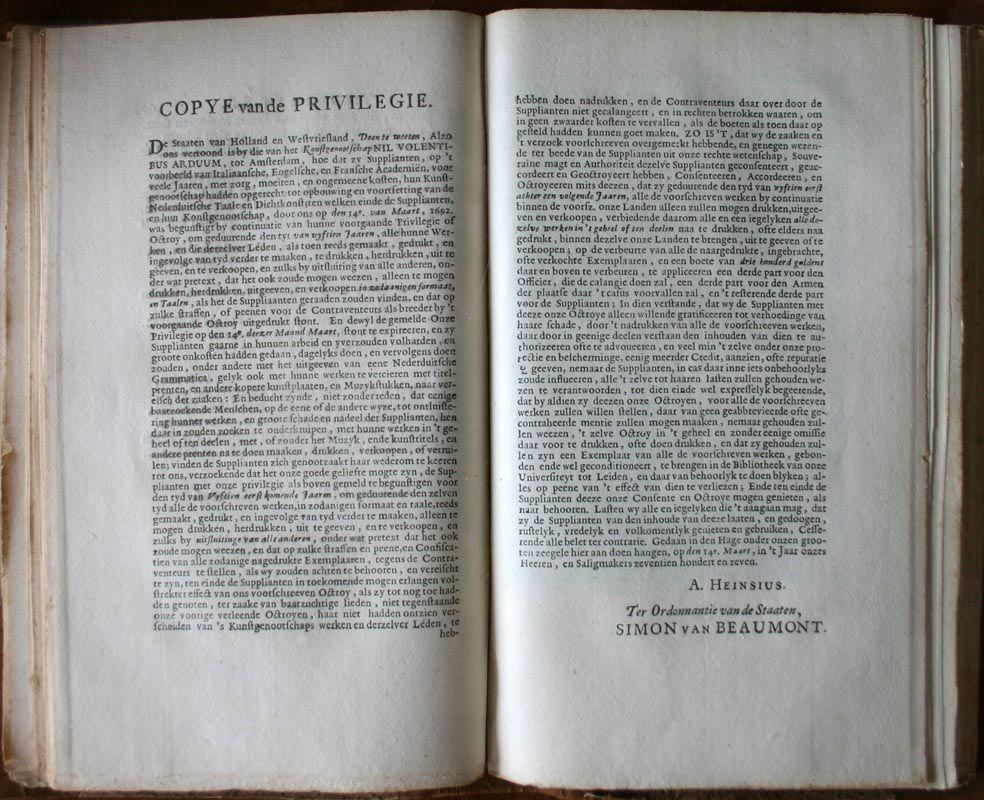 COPYE van de PRIVILEGIE.
De Staaten van Holland en Westvriesland, Doen te weeten, Alzo
ons vertoond is by die van het Konstgenootschap NIL VOLENTI-
BUS ARDUUM, tot Amsterdam, hoe dat zy Supplianten, op 't
voorbeeld van Italiaansche, Engelsche, en Fransche Academiën, voor
veele Jaaren, met zorg, moeiten, en ongemeene kosten, hun Kunst-
genootschap hadden opgerecht tot opbouwing en voortsetting van de
Nederduitsche Taale en Dichtkonst in welken einde de Supplianten,
en hun Konstgenootschap, door ons op den 14e. van Maart, 1692.
was begunstigt by continuatie van hunne voorgaande Privilegie of
Octroy, om geduurende den tyt van vyftien Jaaren, alle hunne Wer-
ken, en die deezelver Léden, als toen reeds gemaakt, gedrukt, en
ingevolge van tyd verder te maaken, te drukken, herdrukken, uit te
geeven, en te verkoopen, en zulks by uitsluiting van alle anderen, on-
der wat pretext, dat het ook zoude mogen weezen, alleen te mogen
drukken, herdrukken, uitgeeven, en verkoopen in zodaanigen formaat,
en Taalen, als het de Suppliaanten geraaden zouden vinden, en dat op
zulke straffen, of peenen voor de Contraventeurs als breeder by 't
voorgaande Octroy uitgedrukt stont. En dewyl de gemelde Onze
Privilegie op den 14e. deezer Maand Maart, stont te expireeren, en zy
Supplianten gaarne in hunnen arbeid en yver zouden volharden, en
groote onkosten hadden gedaan, dagelyks doen, en vervolgens doen
zouden, onder andere met het uitgeeven van eene Nederduitsche
Grammatica, gelyk ook met hunne werken te vercieren met titel-
prenten, en andere kopere kunstplaaten, en Muzykstukken, naar ver-
eisch der zaaken: En beducht zynde, niet zonder reden, dat eenige
baatzoekende Menschen, op de eene of de andere wyze, tot ontluiste-
ring hunner werken, en groote schade en nadeel der Supplianten, hen
daar in zonden zoeken te onderkruipen, met hunne werken in 't ge-
heel of ten deelen, met, of zonder het Muzyk, ende kunsttitels, en
andere prenten na te doen maaken, drukken, verkoopen, of verrui-
len; vinden de Supplianten zich genootzaakt haar wederom te keeren
tot ons, verzoekende dat het onze goede geliefte mogte zyn, de Sup-
plianten met onze privilegie als boven gemeld te begunstigen voor
den tyd van Vyftien eerst komende Jaaren, om geduurende den zelven
tyd alle de voorschreven werken, in zodanigen formaat en taale, reeds
gemaakt, gedrukt, en ingevolge van tyd verder te maaken, alleen te
mogen drukken, herdrukken, uit te geeven, en te verkoopen, en
zulks by uitsluitinge van alle anderen, onder wat pretext dat het ook
zoude mogen weezen, en dat op zulke straffen en peene, en Confisca-
tien van alle zodanige nagedrukte Exemplaaren, tegens de Contra-
venteurs te stellen, als wy zouden achten te behooren, en vereischt
te zyn, ten einde de Supplianten in toekomende mogen erlangen vol-
strekter effect van ons voorschreeven Octroy, als zy tot nog toe had-
den genoten, ter zaake van baatzuchtige lieden, niet tegenstaande
onze voorige verleende Octroyen, haar niet hadden ontzien ver-
scheiden van 's Kunstgenootschaps werken en derzelver Léden, te
heb-
hebben doen nadrukken, en de Contraventeurs daar over door de
Supplianten niet gecalangeert, en in rechten betrokken waaren, om
in geen zwaarder kosten te vervallen, als de boeten als toen daar op
gesteld hadden kunnen goet maken. ZO IS'T, dat wy de zaaken en
't verzoek voorschreeven overgemerkt hebbende, en genegen wezen-
de ter beede van de Supplianten uit onze rechte wetenschap, Souve-
raine magt en Authoriteit dezelve Supplianten geconsenteert, geac-
cordeert en Geoctroyeert hebben, Consenteeren, Accordeeren, en
Octroyeeren mits deezen, dat zy geduurende den tyd van vyftien eerst
achter een volgende Jaaren, alle de voorschreven werken by continuatie
binnen de voorsz. onze Landen alleen zullen mogen drukken, uitgee-
ven en verkoopen, verbiedende daarom alle en een iegelyken alle de-
zelve werken in 't geheel of ten deelen naa te drukken, ofte elders naa
gedrukt, binnen dezelve onze Landen te brengen, uit te geeven of te
verkoopen; op de verbeurte van alle de naargedrukte, ingebrachte,
ofte verkochte Exemplaaren, en een boete van drie honderd guldens
daar en boven te verbeuren, te appliceeren een derde part voor den
Officier, die de calangie doen zal, een derde part voor den Armen
der plaatse daar 't casus voorvallen zal, en 't resteerende derde part
voor de Supplianten; In dien verstande, dat wy de Supplianten met
deeze onze Octroye alleen willende gratificeeren tot verhoedinge van
haare schade, door 't nadrukken van alle de voorschreeven werken,
daar door in geenige deelen verstaan den inhouden van dien te au-
thorizeeren ofte te advoueeren, en veel min 't zelve onder onze pro-
tectie en bescherminge, eenig meerder Credit, aanzien, ofte reputatie
te geeven, nemaar de Supplianten, in cas daar inne iets onbehoorlyks
zoude influeeren, alle 't zelve tot haaren lasten zullen gehouden we-
zen te verantwoorden, tot dien einde wel expresselyk begeerende,
dat by aldien zy deezen onze Octroyen, voor alle de voorschreeven
werken zullen willen stellen, daar van geen geabbrevieerde ofte ge-
contraheerde mentie zullen mogen maaken, nemaar gehouden zul-
len weezen, 't zelve Octroy in 't geheel en zonder eenige omissie
daar voor te drukken, ofte doen drukken, en dat zy gehouden zul-
len zyn een Exemplaar van alle de voorschreeven werken, gebon-
den ende wel geconditioneert, te brengen in de Bibliotheek van onze
Universiteyt tot Leiden, en daar van behoorlyk te doen blyken; al-
les op peene van 't effect van dien te verliezen; Ende ten einde de
Supplianten deeze onze Consente en Octroye mogen genieten, als
naar behooren. Lasten wy alle en iegelyken die 't aangaan mag, dat
zy de Supplianten van den inhoude van deeze laaten, en gedoogen,
rustelyk, vredelyk en volkomentlyk genieten en gebruiken, Cesse-
rende alle belet ter contrarie. Gedaan in den Hage onder onzen groo-
ten zeegele hier aan doen hangen, op den 14e. Maart, in 't Jaar onzes
Heeren, en Saligmakers zeventien hondert en zeven.
A. HEINSIUS.
Ter Ordonnantie van de Staaten,
SIMON VAN BEAUMONT.